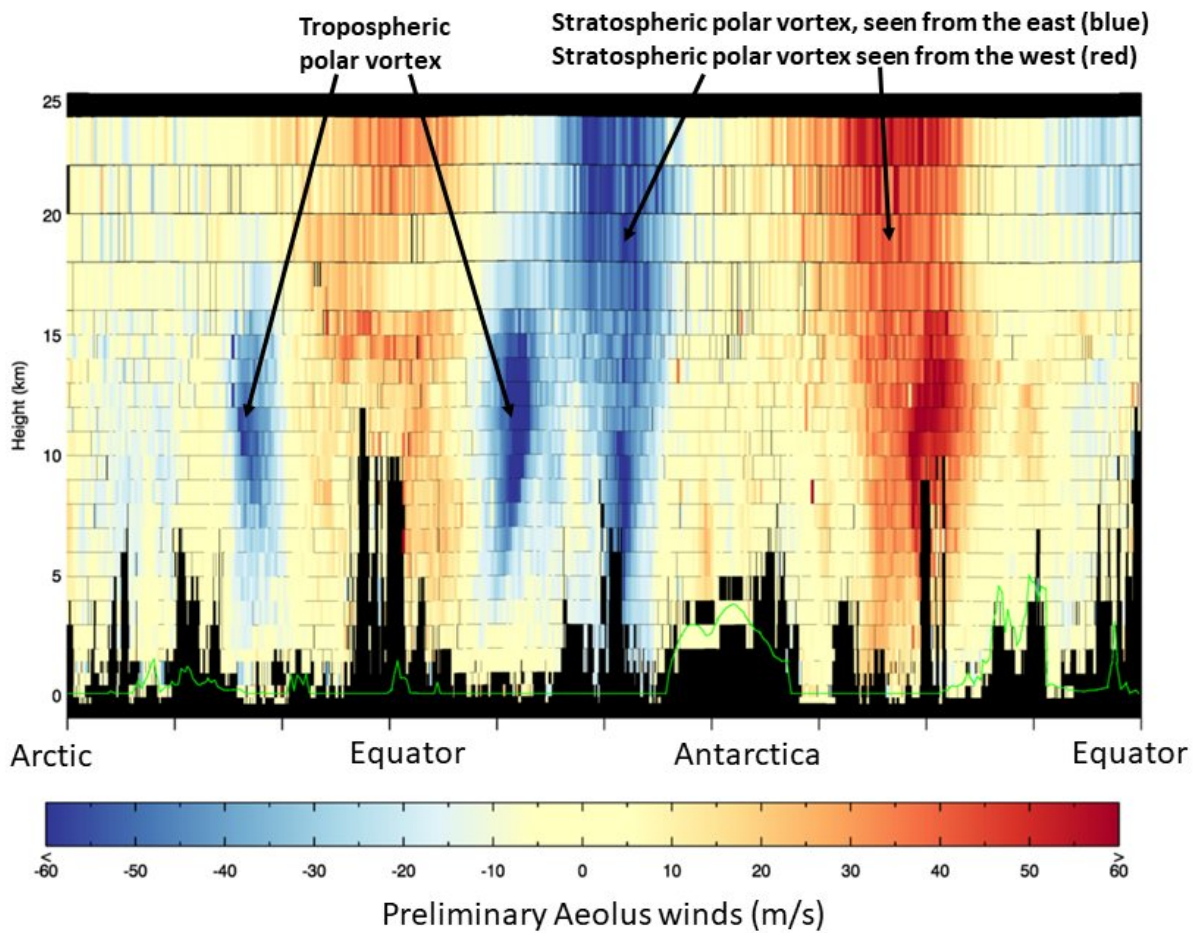 Tropospheric
polar vortex
Stratospheric polar vortex, seen from the east (blue)
Stratospheric polar vortex seen from the west (red)
25
20
15
10
5
0
Height (km)
Arctic
Equator
Antarctica
Equator
< >
-60 -50 -40 -30 -20 -10 0 10 20 30 40 50 60
Preliminary Aeolus winds (m/s)